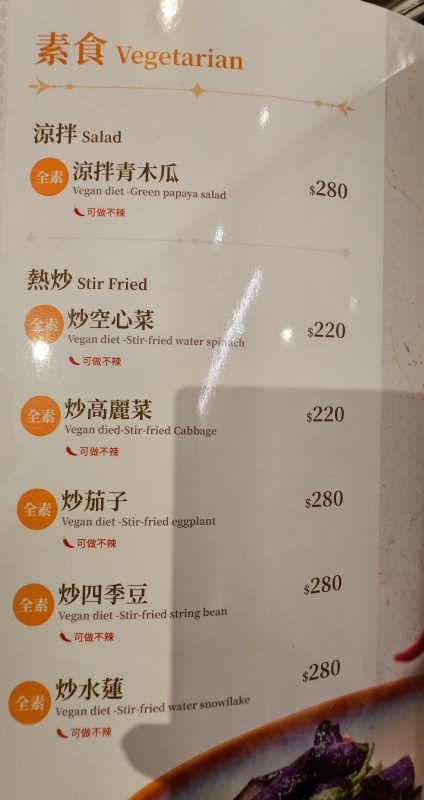 素食 Vegetarian
涼拌 Salad
全素 涼拌青木瓜 $280
Vegan diet -Green papaya salad
可做不辣
熱炒 Stir Fried
全素 炒空心菜 $220
Vegan diet -Stir-fried water spinach
可做不辣
全素 炒高麗菜 $220
Vegan died-Stir-fried Cabbage
可做不辣
全素 炒茄子 $280
Vegan diet -Stir-fried eggplant
可做不辣
全素 炒四季豆 $280
Vegan diet -Stir-fried string bean
可做不辣
全素 炒水蓮 $280
Vegan diet -Stir-fried water snowflake
可做不辣